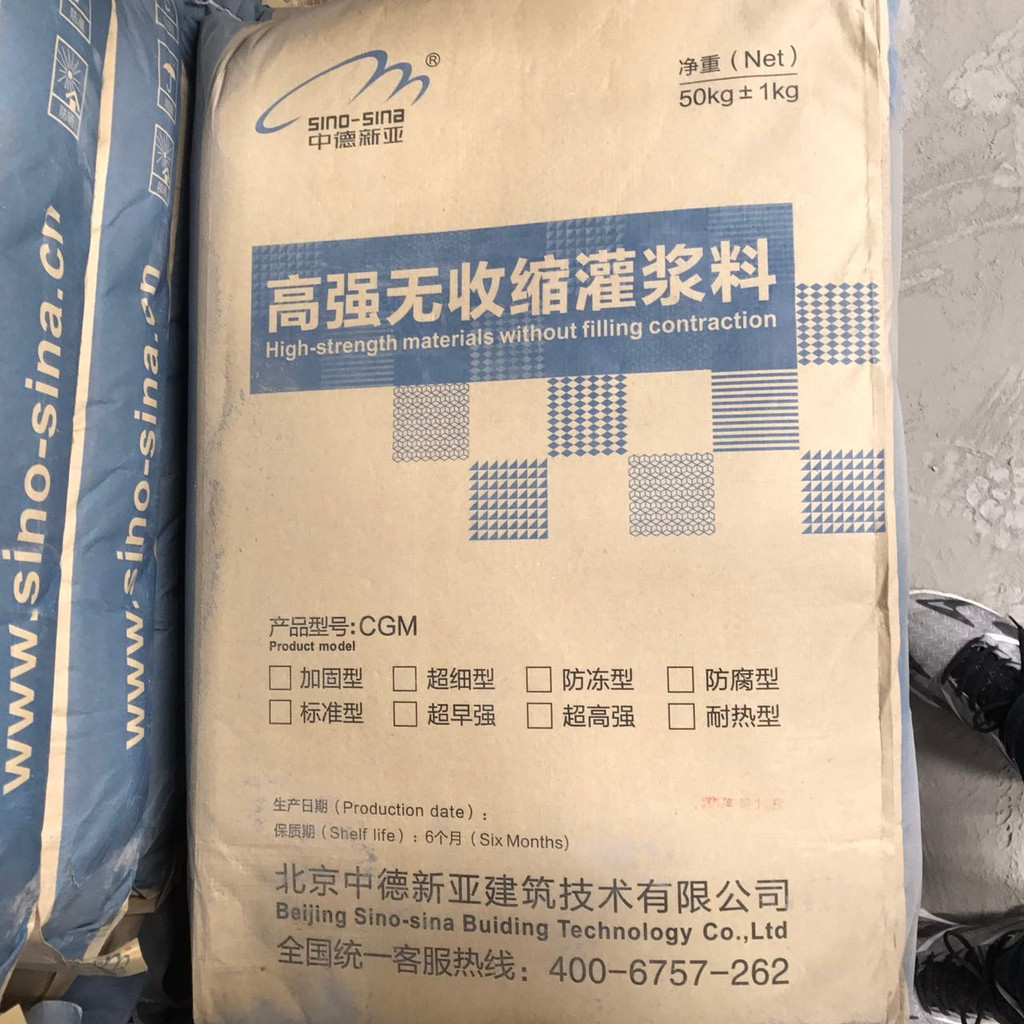 www.sino-sina.cn
www.sino-sina.cn
防晒
SINO-SINA®
中德新亚
净重（Net）
50kg±1kg
高强无收缩灌浆料
High-strength materials without filling contraction
产品型号:CGM
Product model
加固型 超细型 防冻型 防腐型
标准型 超早强 超高强 耐热型
生产日期（Production date）:
保质期（Shelf life）: 6个月（Six Months）
北京中德新亚建筑技术有限公司
Beijing Sino-sina Buiding Technology Co.,Ltd
全国统一客服热线：400-6757-262